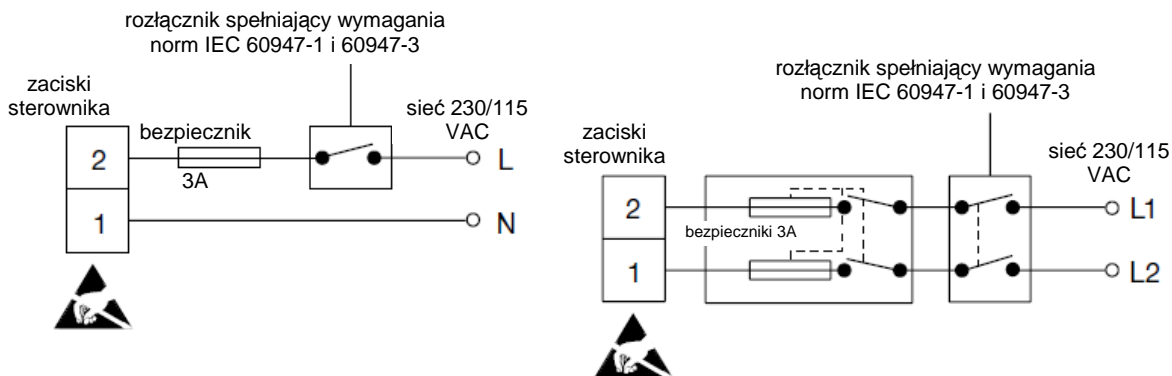 rozłącznik spełniający wymagania
norm IEC 60947-1 i 60947-3
zaciski
sterownika
bezpiecznik
sieć 230/115
VAC
2
3A
L
1
N
rozłącznik spełniający wymagania
norm IEC 60947-1 i 60947-3
zaciski
sterownika
sieć 230/115
VAC
2
bezpieczniki 3A
L1
1
L2